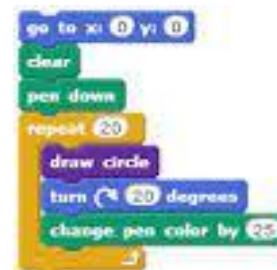 go to x: 0 y: 0
clear
pen down
repeat 20
draw circle
turn 20 degrees
change pen color by 25